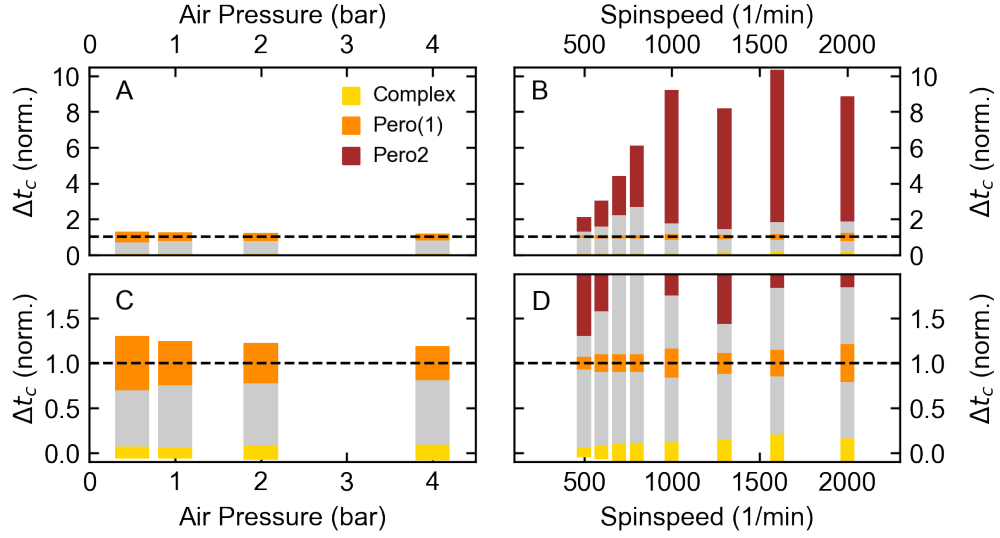 Air Pressure (bar)
0 1 2 3 4
Spinspeed (1/min)
500 1000 1500 2000
Δt_c (norm.)
10
8
6
4
2
0
A
Complex
Pero(1)
Pero2
B
10
8
6
4
2
0
Δt_c (norm.)
Δt_c (norm.)
1.5
1.0
0.5
0.0
C
D
1.5
1.0
0.5
0.0
Δt_c (norm.)
0 1 2 3 4
Air Pressure (bar)
500 1000 1500 2000
Spinspeed (1/min)